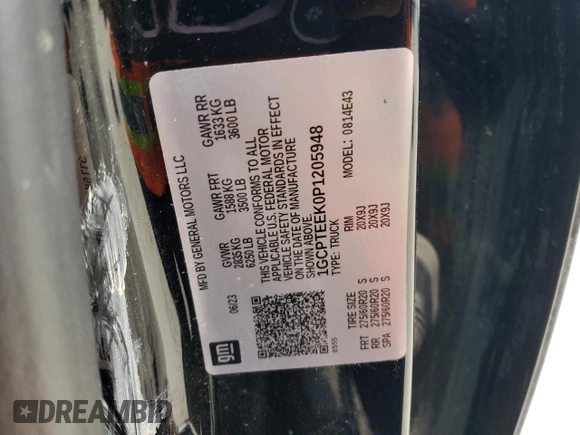 MFD BY GENERAL MOTORS LLC
06/23
GVWR
2835 KG
6250 LB
GAWR FRT
1588 KG
3500 LB
GAWR RR
1633 KG
3600 LB
THIS VEHICLE CONFORMS TO ALL
APPLICABLE U.S. FEDERAL MOTOR
VEHICLE SAFETY STANDARDS IN EFFECT
ON THE DATE OF MANUFACTURE
SHOWN ABOVE.
1GCPTEEK0P1205948
TYPE: TRUCK
MODEL: 0814E43
gm
8555
TIRE SIZE RIM
FRT 275/60R20 S 20X9J
RR 275/60R20 S 20X9J
SPA 275/60R20 S 20X9J
DREAMBID